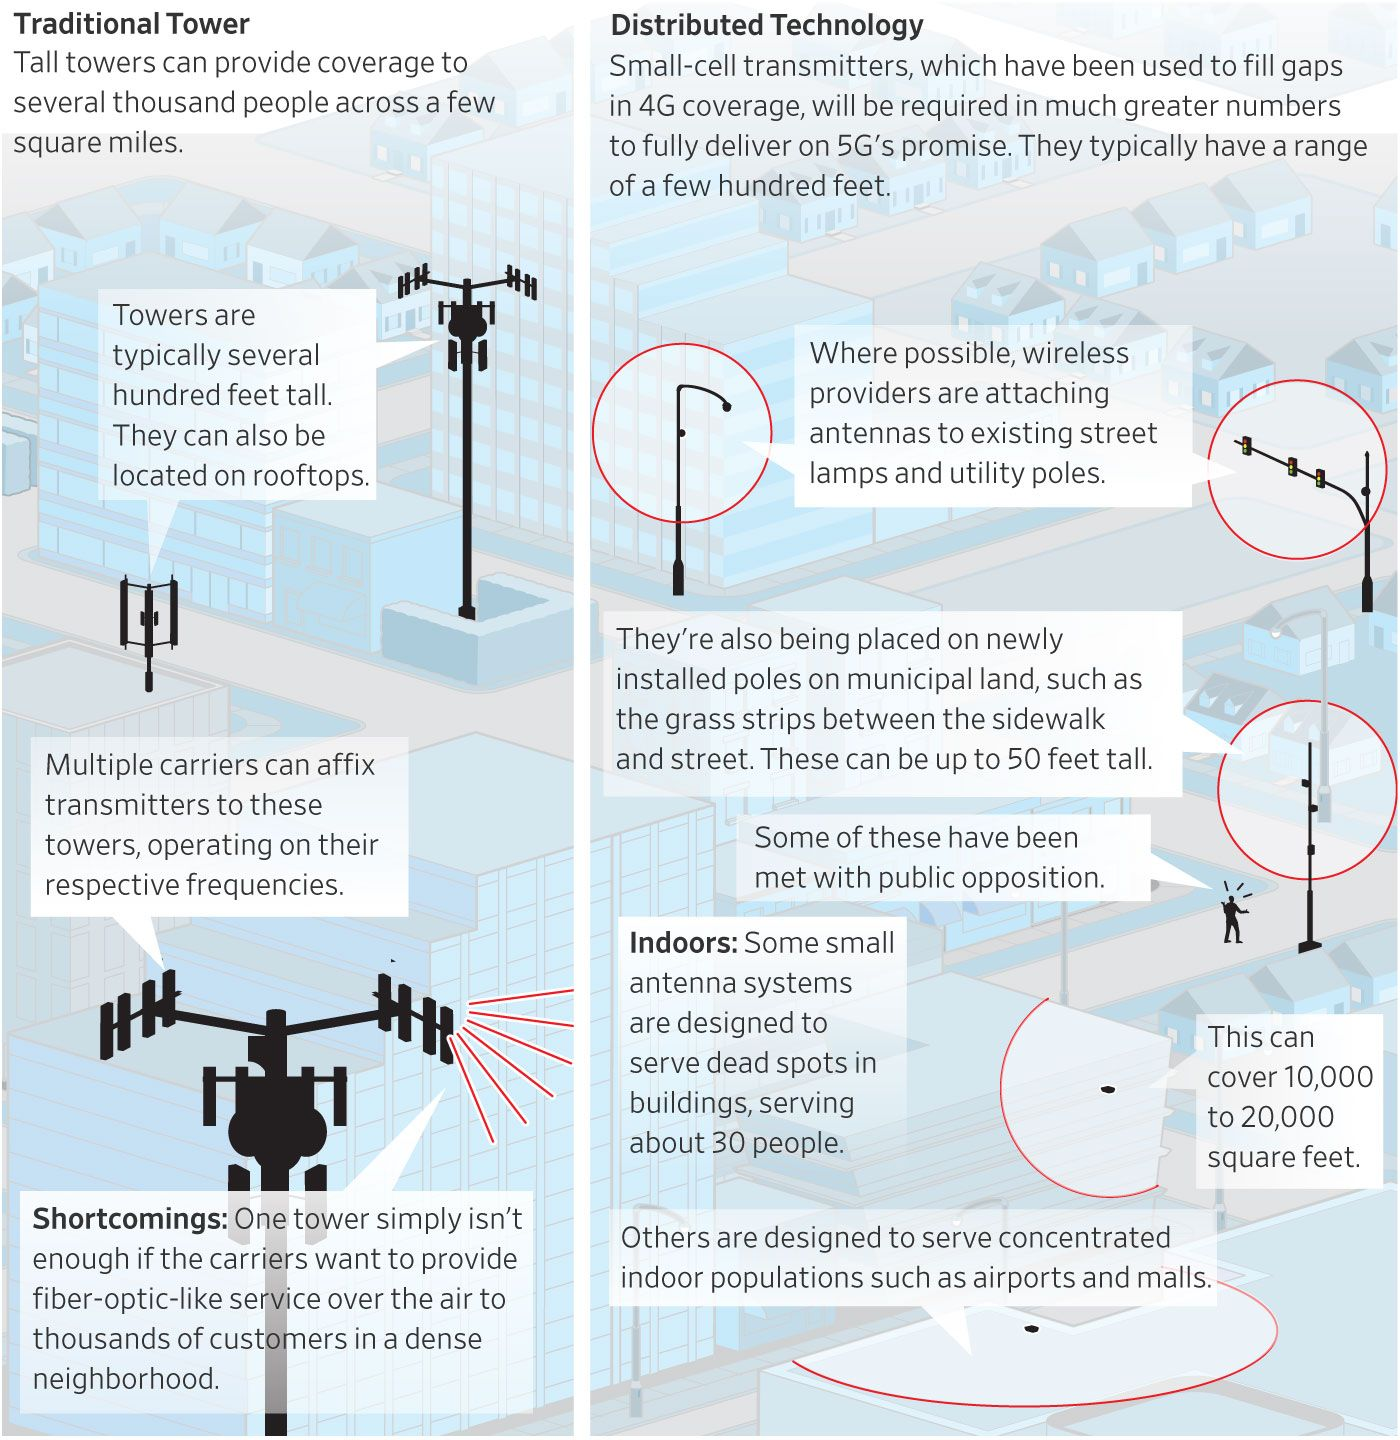 Traditional Tower
Tall towers can provide coverage to
several thousand people across a few
square miles.
Towers are
typically several
hundred feet tall.
They can also be
located on rooftops.
Multiple carriers can affix
transmitters to these
towers, operating on their
respective frequencies.
Shortcomings: One tower simply isn't
enough if the carriers want to provide
fiber-optic-like service over the air to
thousands of customers in a dense
neighborhood.
Distributed Technology
Small-cell transmitters, which have been used to fill gaps
in 4G coverage, will be required in much greater numbers
to fully deliver on 5G's promise. They typically have a range
of a few hundred feet.
Where possible, wireless
providers are attaching
antennas to existing street
lamps and utility poles.
They're also being placed on newly
installed poles on municipal land, such as
the grass strips between the sidewalk
and street. These can be up to 50 feet tall.
Some of these have been
met with public opposition.
Indoors: Some small
antenna systems
are designed to
serve dead spots in
buildings, serving
about 30 people.
This can
cover 10,000
to 20,000
square feet.
Others are designed to serve concentrated
indoor populations such as airports and malls.